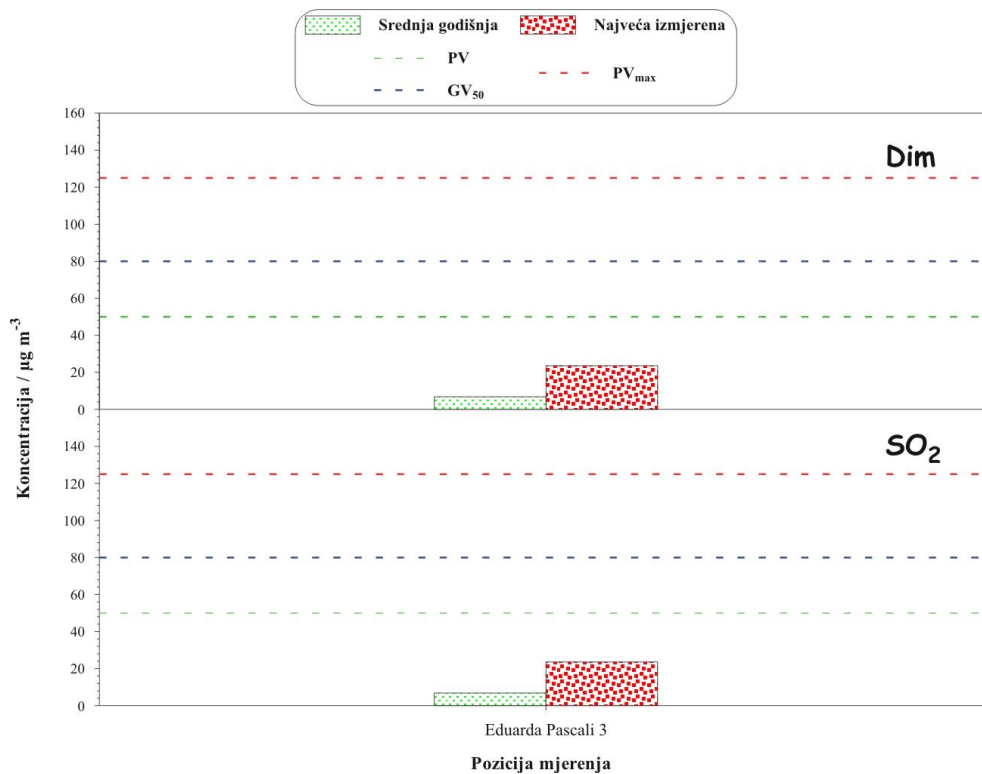 Srednja godišnja
Najveća izmjerena
PV
PVmax
GV50
160
140
120
100
80
60
40
20
0
Dim
140
120
100
80
60
40
20
0
SO2
Koncentracija / µg m-3
Eduarda Pascali 3
Pozicija mjerenja